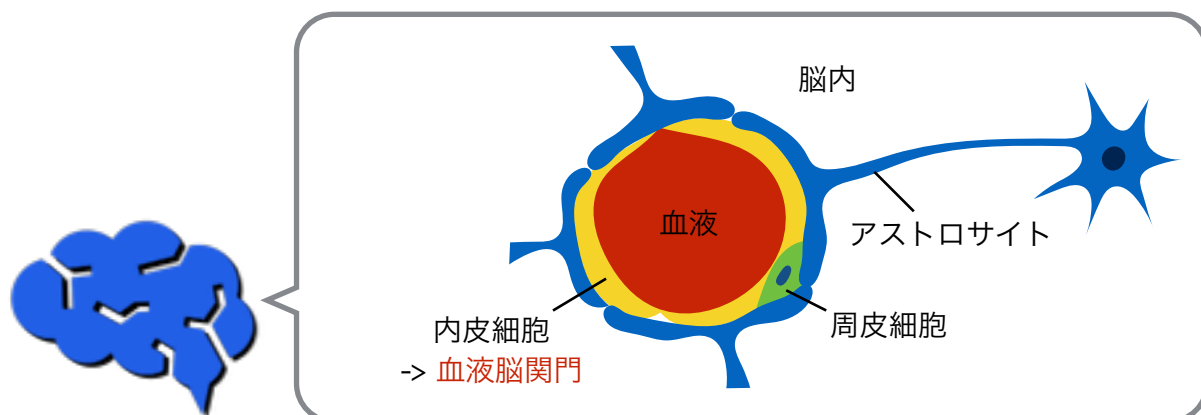 脳内
血液
アストロサイト
内皮細胞
-> 血液脳関門
周皮細胞